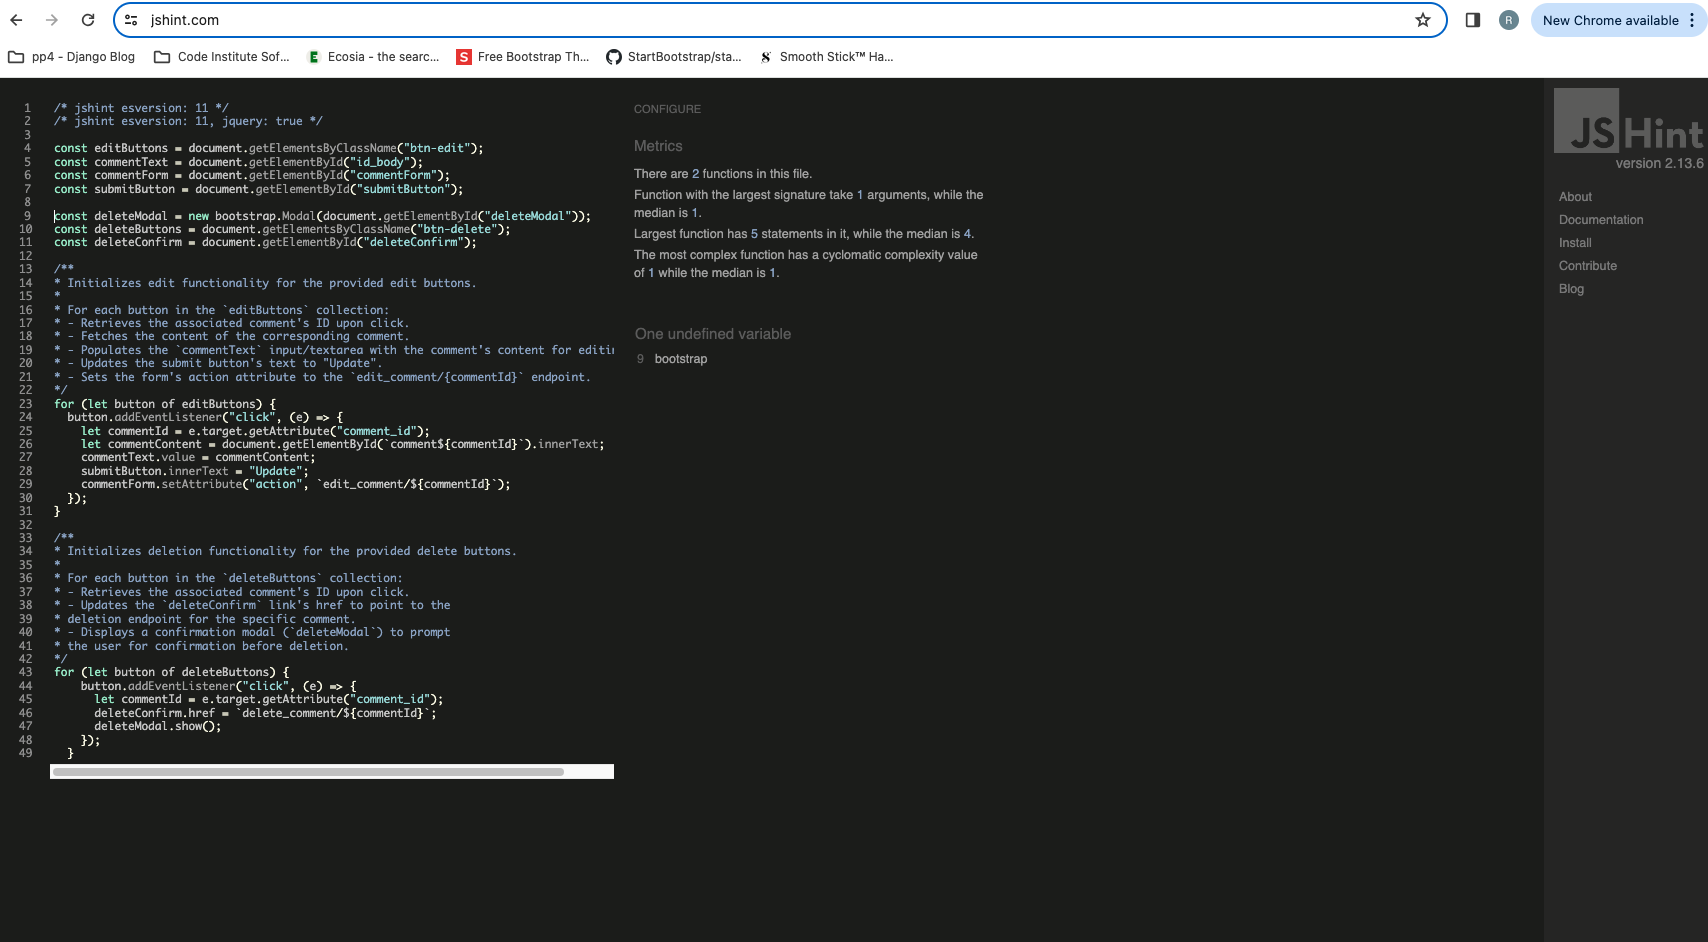 jshint.com
R
New Chrome available
pp4 - Django Blog
Code Institute Sof...
Ecosia - the searc...
Free Bootstrap Th...
StartBootstrap/sta...
Smooth Stick™ Ha...
1 /* jshint esversion: 11 */
2 /* jshint esversion: 11, jquery: true */
3
4 const editButtons = document.getElementsByClassName("btn-edit");
5 const commentText = document.getElementById("id_body");
6 const commentForm = document.getElementById("commentForm");
7 const submitButton = document.getElementById("submitButton");
8
9 const deleteModal = new bootstrap.Modal(document.getElementById("deleteModal"));
10 const deleteButtons = document.getElementsByClassName("btn-delete");
11 const deleteConfirm = document.getElementById("deleteConfirm");
12
13 /**
14 * Initializes edit functionality for the provided edit buttons.
15 *
16 * For each button in the `editButtons` collection:
17 * - Retrieves the associated comment's ID upon click.
18 * - Fetches the content of the corresponding comment.
19 * - Populates the `commentText` input/textarea with the comment's content for editin
20 * - Updates the submit button's text to "Update".
21 * - Sets the form's action attribute to the `edit_comment/{commentId}` endpoint.
22 */
23 for (let button of editButtons) {
24 button.addEventListener("click", (e) => {
25 let commentId = e.target.getAttribute("comment_id");
26 let commentContent = document.getElementById(`comment${commentId}`).innerText;
27 commentText.value = commentContent;
28 submitButton.innerText = "Update";
29 commentForm.setAttribute("action", `edit_comment/${commentId}`);
30 });
31 }
32
33 /**
34 * Initializes deletion functionality for the provided delete buttons.
35 *
36 * For each button in the `deleteButtons` collection:
37 * - Retrieves the associated comment's ID upon click.
38 * - Updates the `deleteConfirm` link's href to point to the
39 * deletion endpoint for the specific comment.
40 * - Displays a confirmation modal (`deleteModal`) to prompt
41 * the user for confirmation before deletion.
42 */
43 for (let button of deleteButtons) {
44 button.addEventListener("click", (e) => {
45 let commentId = e.target.getAttribute("comment_id");
46 deleteConfirm.href = `delete_comment/${commentId}`;
47 deleteModal.show();
48 });
49 }
CONFIGURE
Metrics
There are 2 functions in this file.
Function with the largest signature take 1 arguments, while the
median is 1.
Largest function has 5 statements in it, while the median is 4.
The most complex function has a cyclomatic complexity value
of 1 while the median is 1.
One undefined variable
9 bootstrap
JSHint
version 2.13.6
About
Documentation
Install
Contribute
Blog